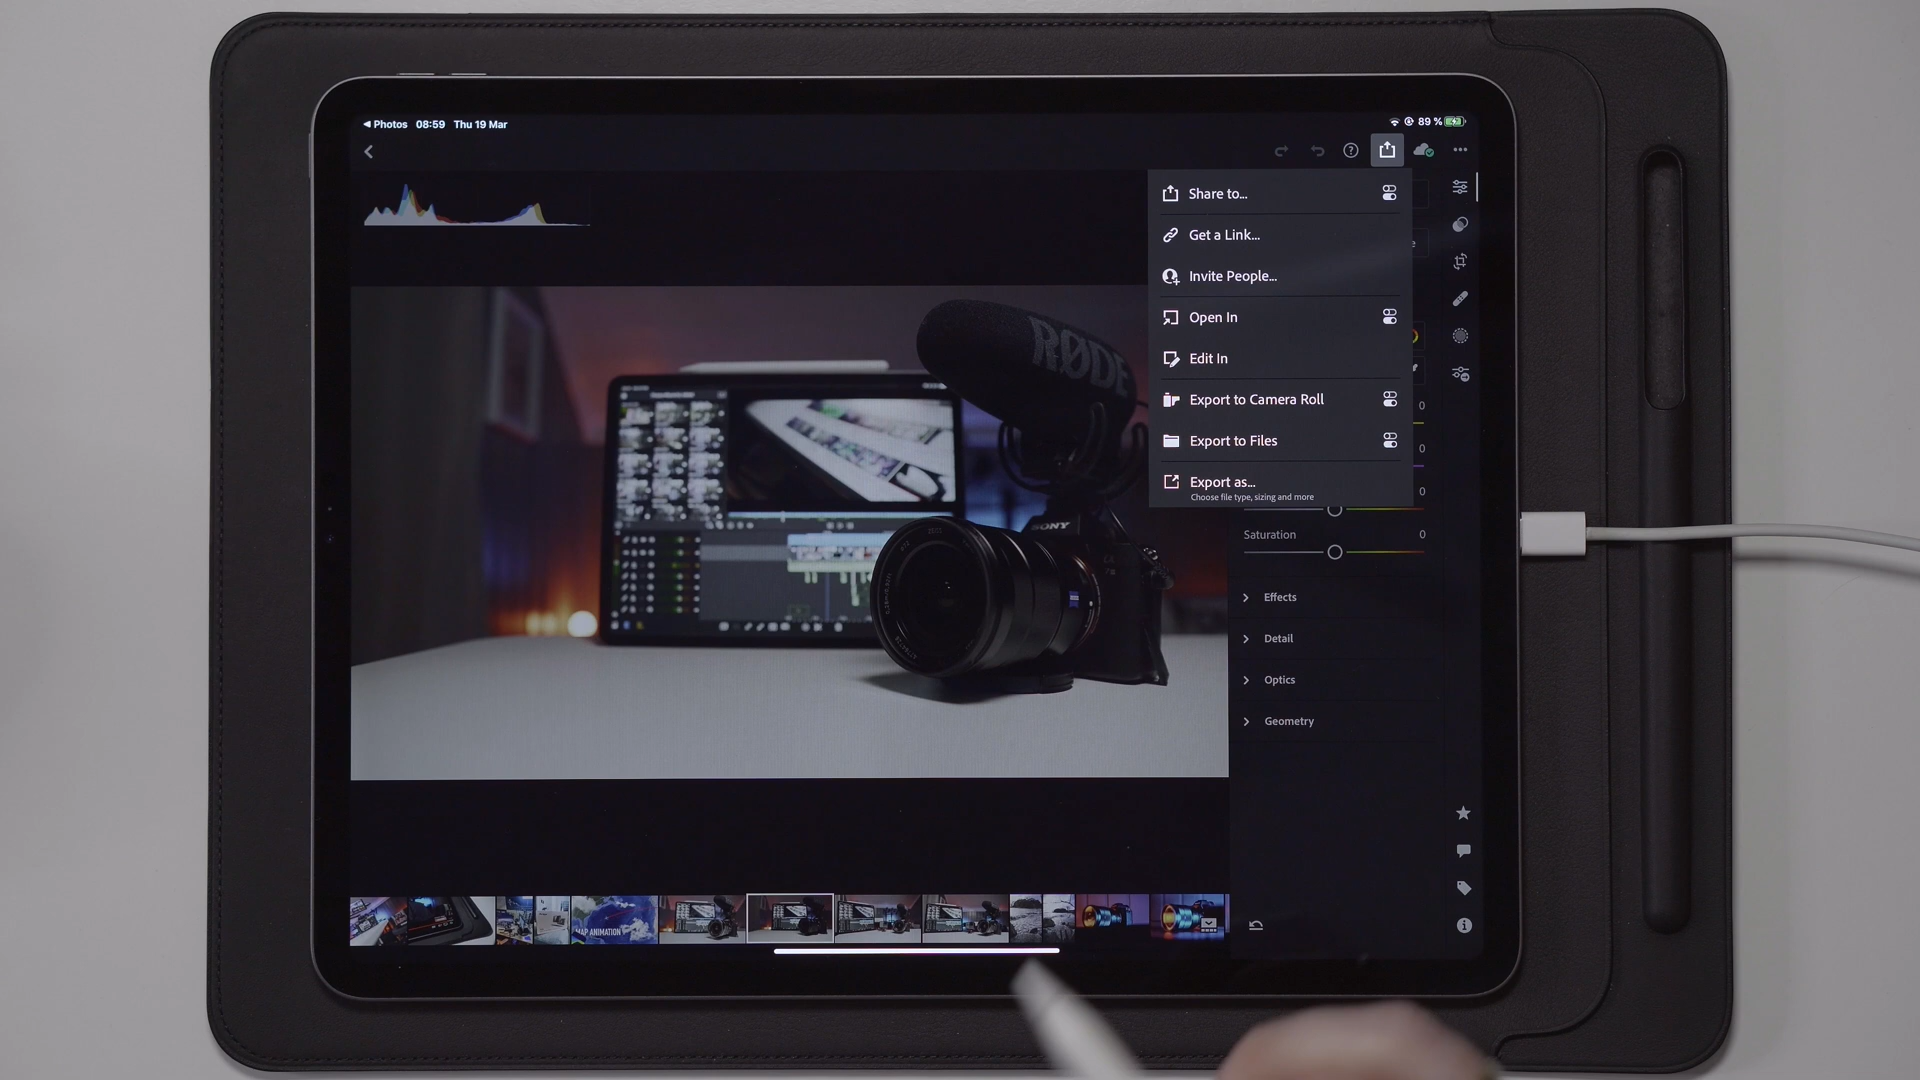 Photos 08:59 Thu 19 Mar
89 %
Share to...
Get a Link...
Invite People...
Open In
Edit In
Export to Camera Roll
Export to Files
Export as...
Choose file type, sizing and more
e
0
0
0
Saturation 0
Effects
Detail
Optics
Geometry
RØDE
SONY
MAP ANIMATION